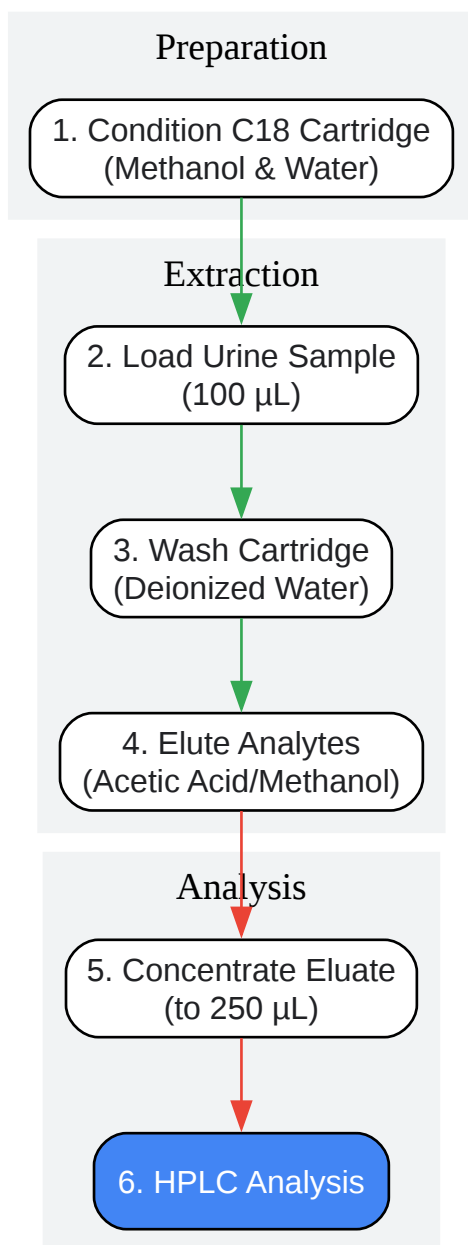 Preparation
1. Condition C18 Cartridge
(Methanol & Water)
Extraction
2. Load Urine Sample
(100 µL)
3. Wash Cartridge
(Deionized Water)
4. Elute Analytes
(Acetic Acid/Methanol)
Analysis
5. Concentrate Eluate
(to 250 µL)
6. HPLC Analysis